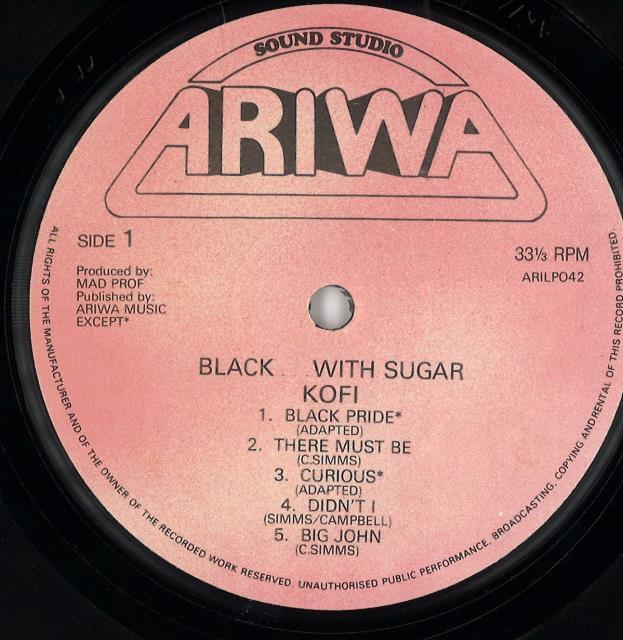 SOUND STUDIO
ARIWA
SIDE 1
33⅓ RPM
ARILPO42
Produced by:
MAD PROF
Published by:
ARIWA MUSIC
EXCEPT*
BLACK . . WITH SUGAR
KOFI
1. BLACK PRIDE*
(ADAPTED)
2. THERE MUST BE
(C.SIMMS)
3. CURIOUS*
(ADAPTED)
4. DIDN'T I
(SIMMS/CAMPBELL)
5. BIG JOHN
(C.SIMMS)
ALL RIGHTS OF THE MANUFACTURER AND OF THE OWNER OF THE RECORDED WORK RESERVED. UNAUTHORISED PUBLIC PERFORMANCE, BROADCASTING, COPYING AND RENTAL OF THIS RECORD PROHIBITED